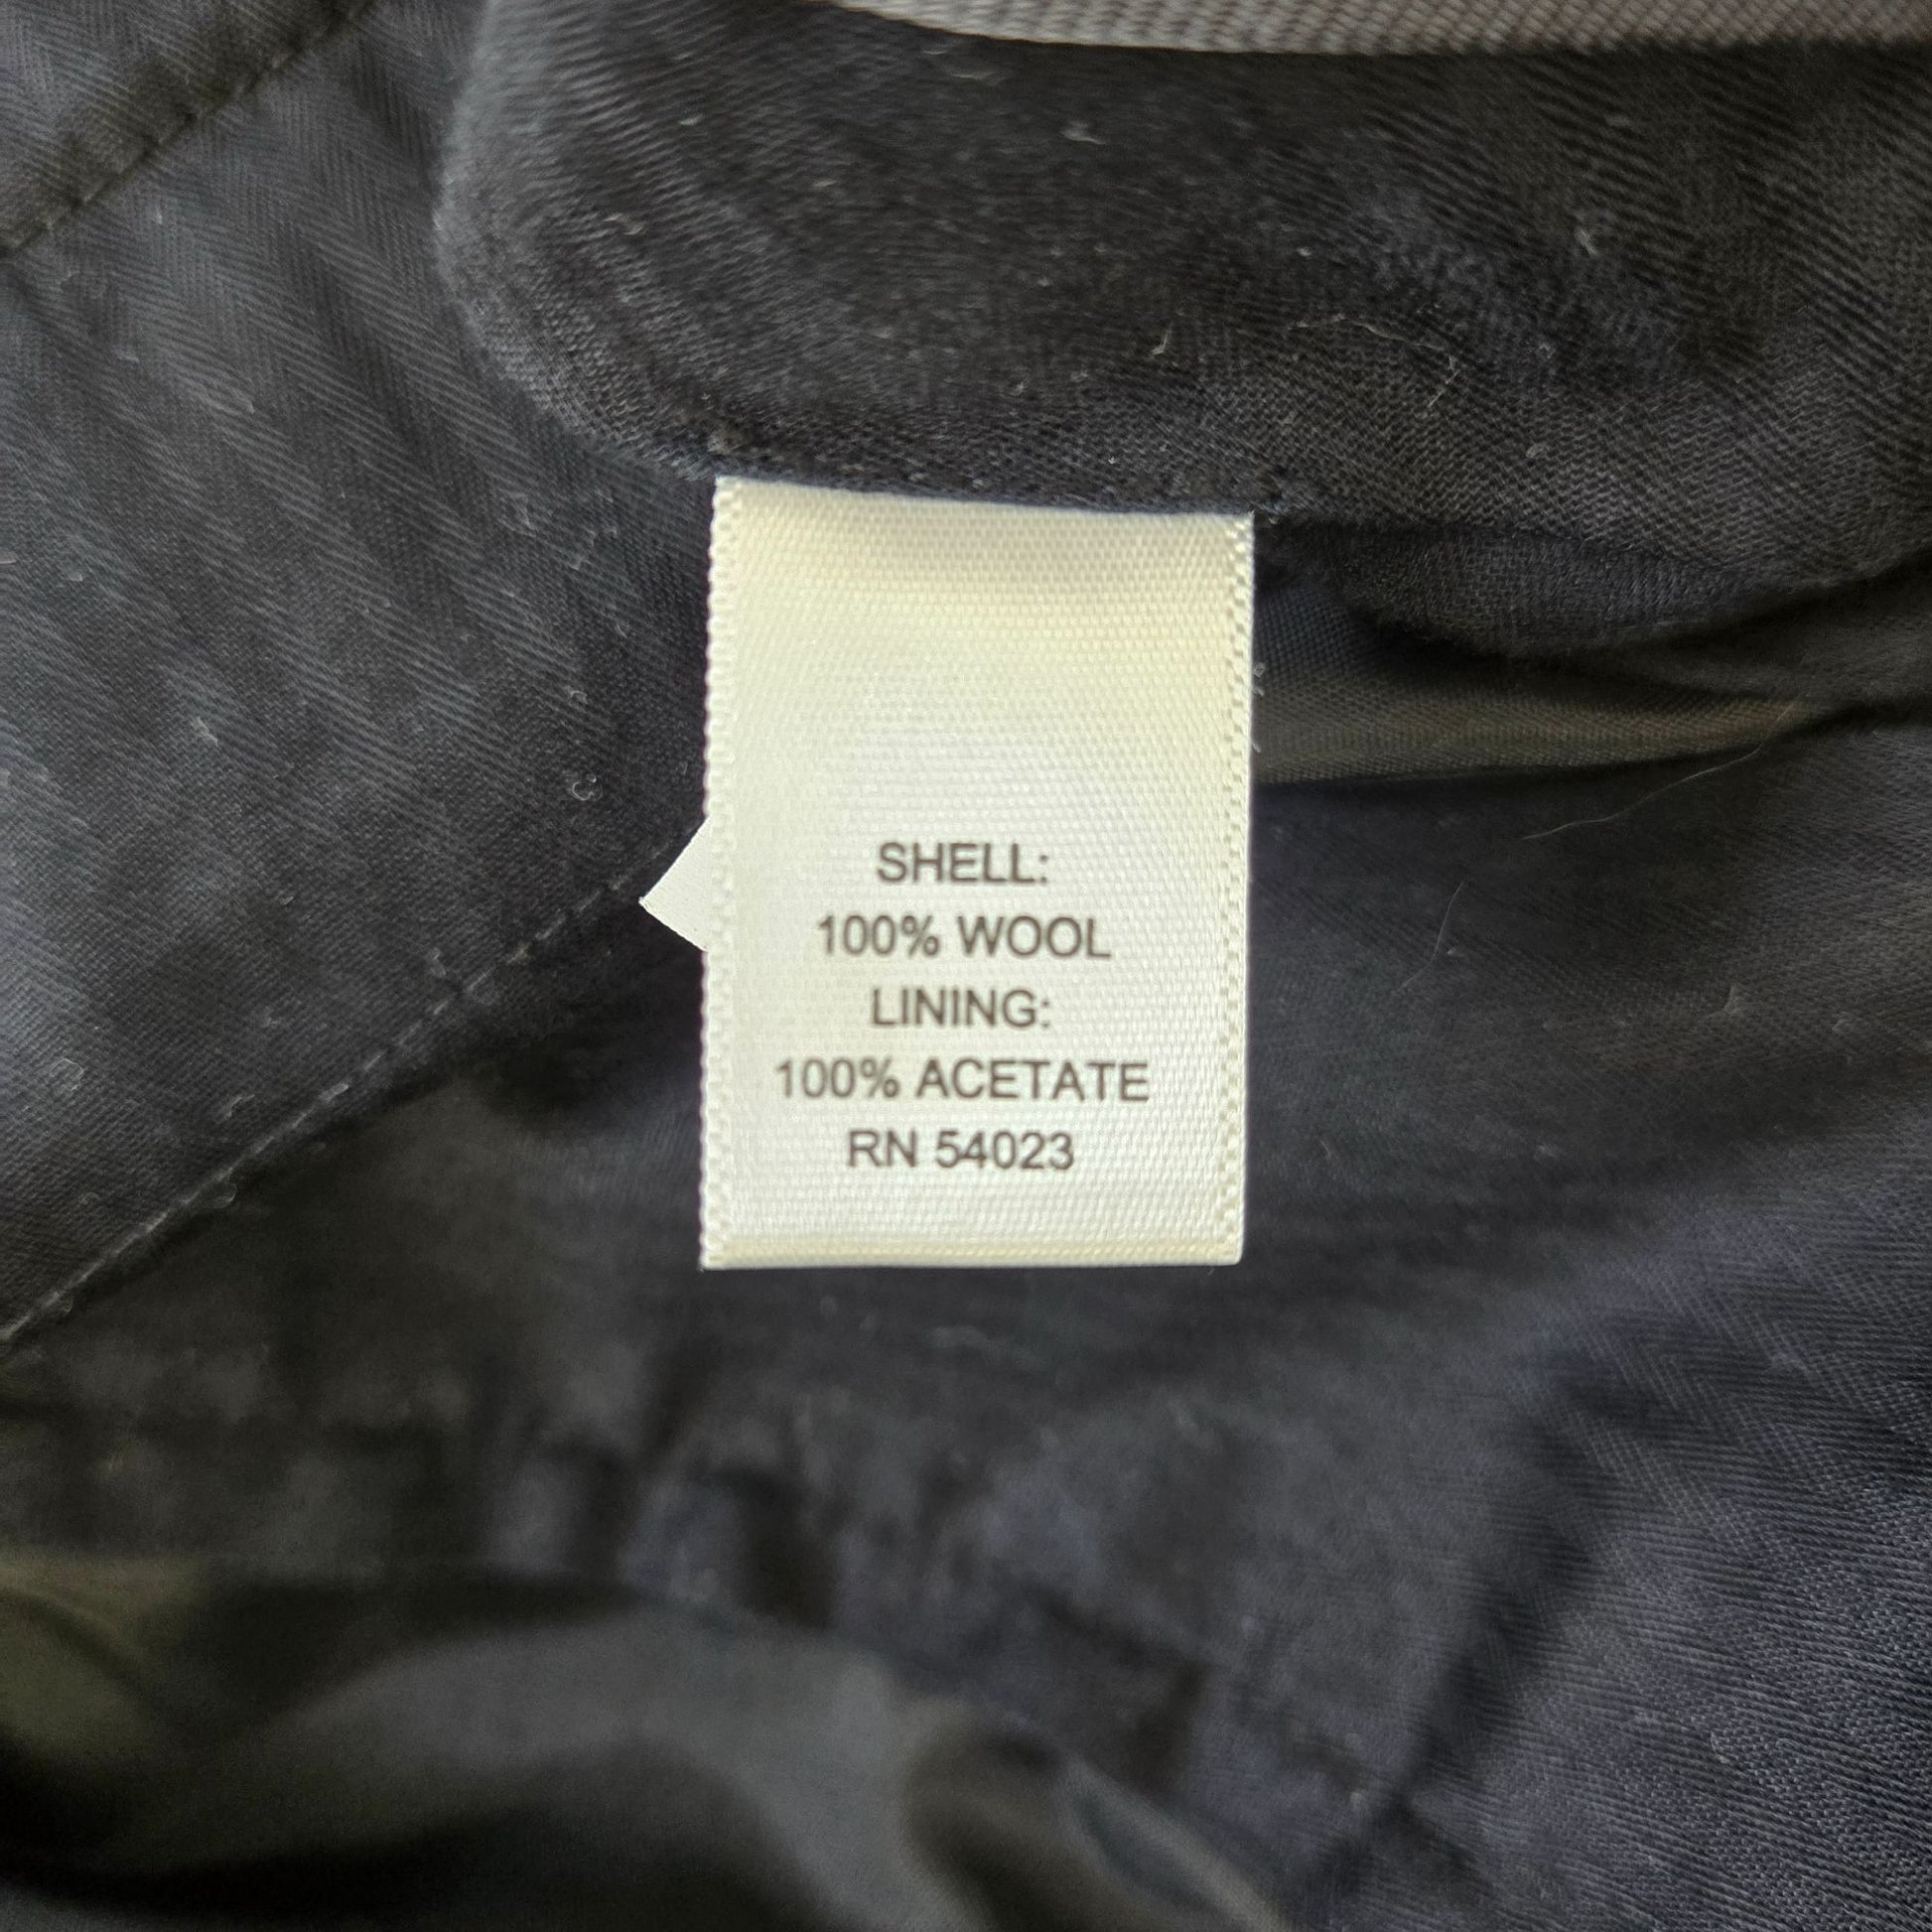 SHELL:
100% WOOL
LINING:
100% ACETATE
RN 54023